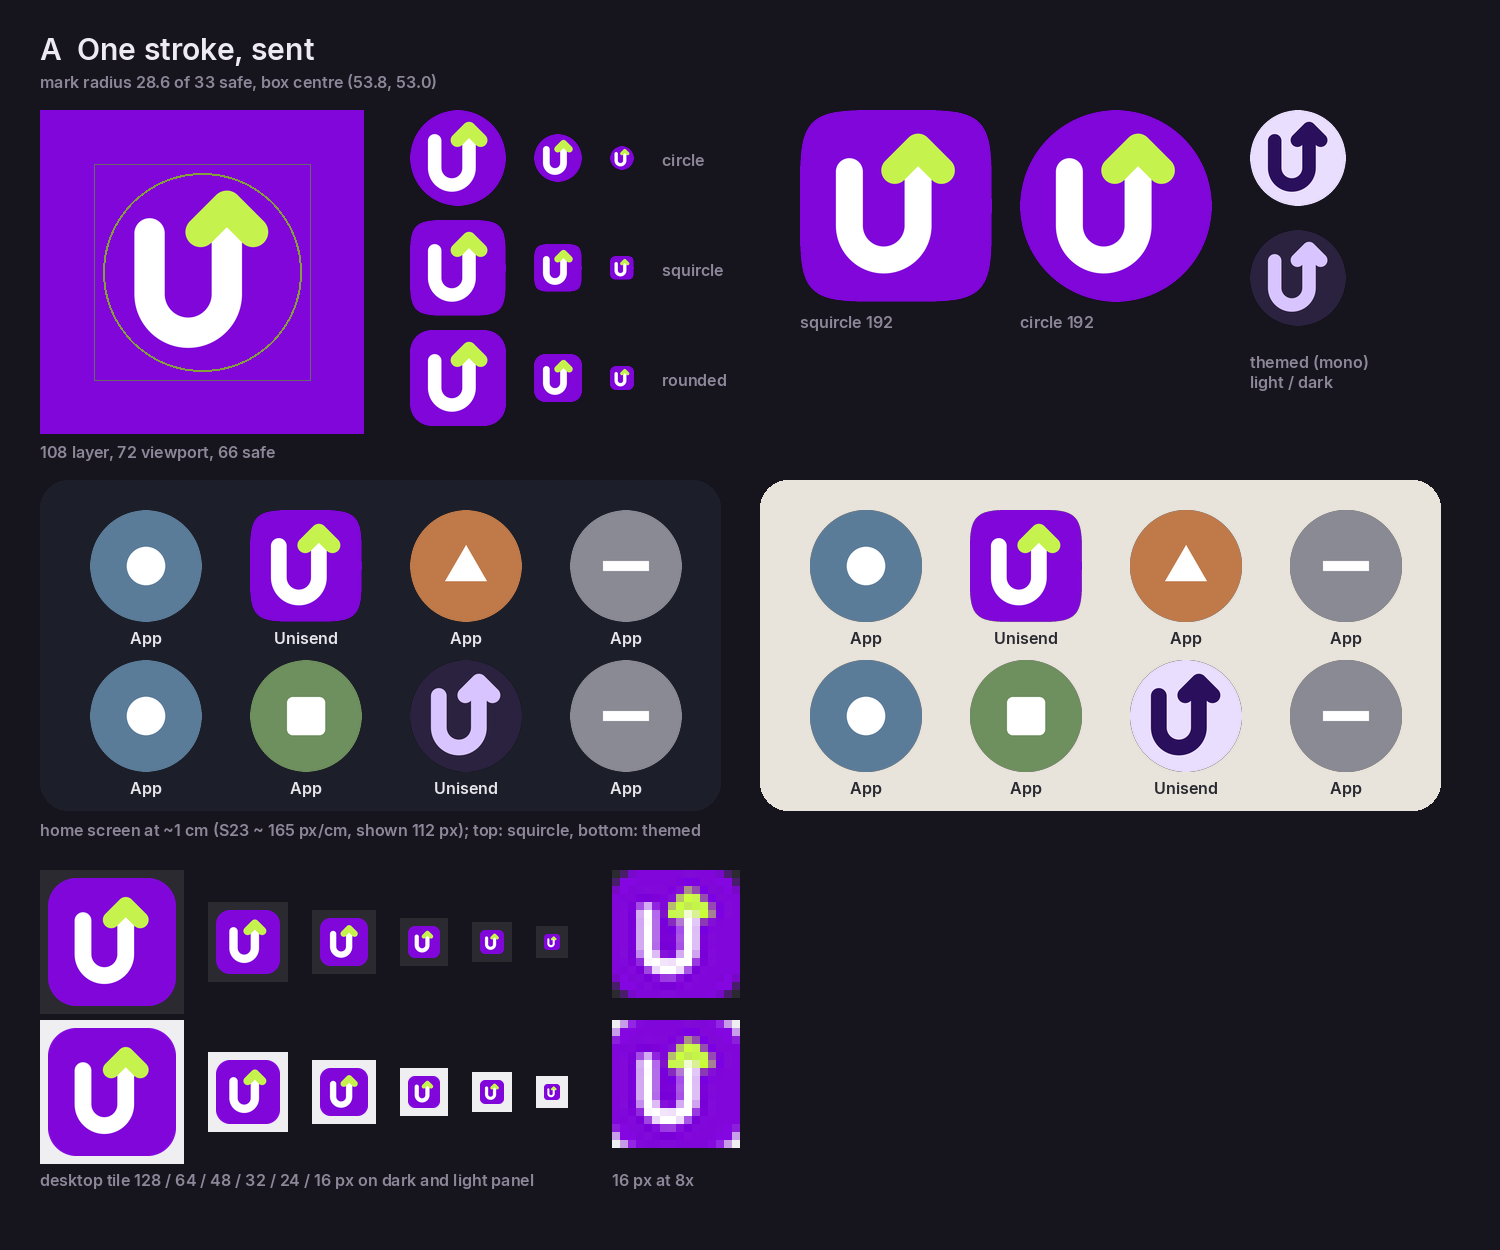 A One stroke, sent
mark radius 28.6 of 33 safe, box centre (53.8, 53.0)
circle
squircle
rounded
squircle 192
circle 192
themed (mono)
light / dark
108 layer, 72 viewport, 66 safe
App
Unisend
App
App
App
App
Unisend
App
App
Unisend
App
App
App
App
Unisend
App
home screen at ~1 cm (S23 ~ 165 px/cm, shown 112 px); top: squircle, bottom: themed
desktop tile 128 / 64 / 48 / 32 / 24 / 16 px on dark and light panel
16 px at 8x